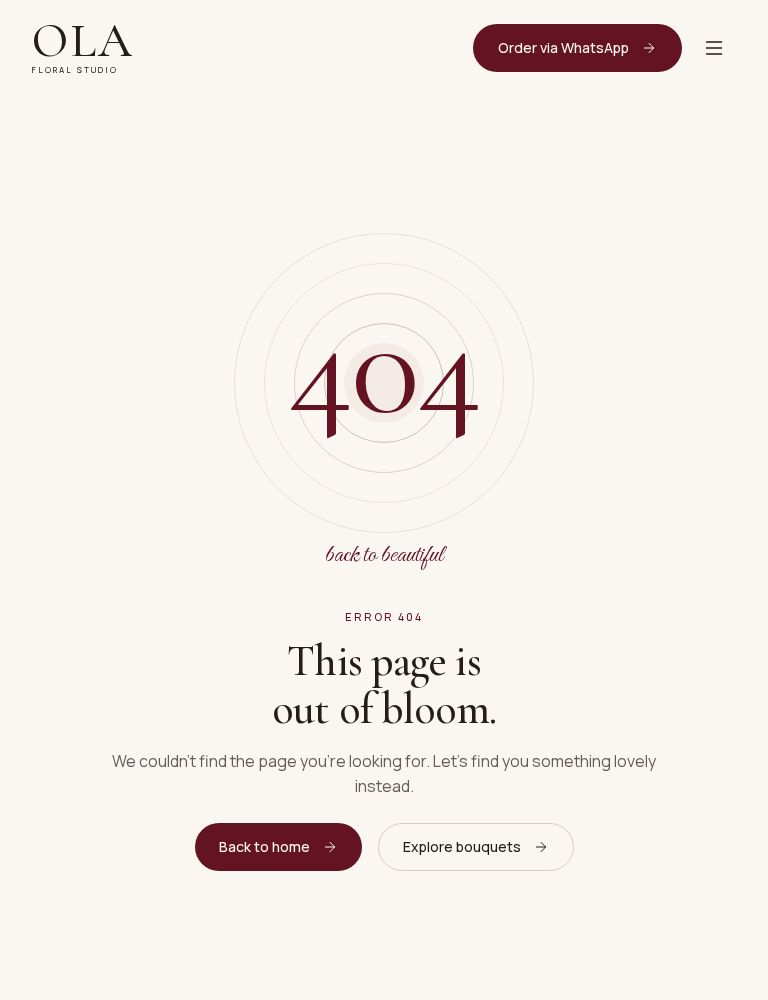 OLA
FLORAL STUDIO
Order via WhatsApp
404
back to beautiful
ERROR 404
This page is
out of bloom.
We couldn't find the page you're looking for. Let's find you something lovely
instead.
Back to home
Explore bouquets